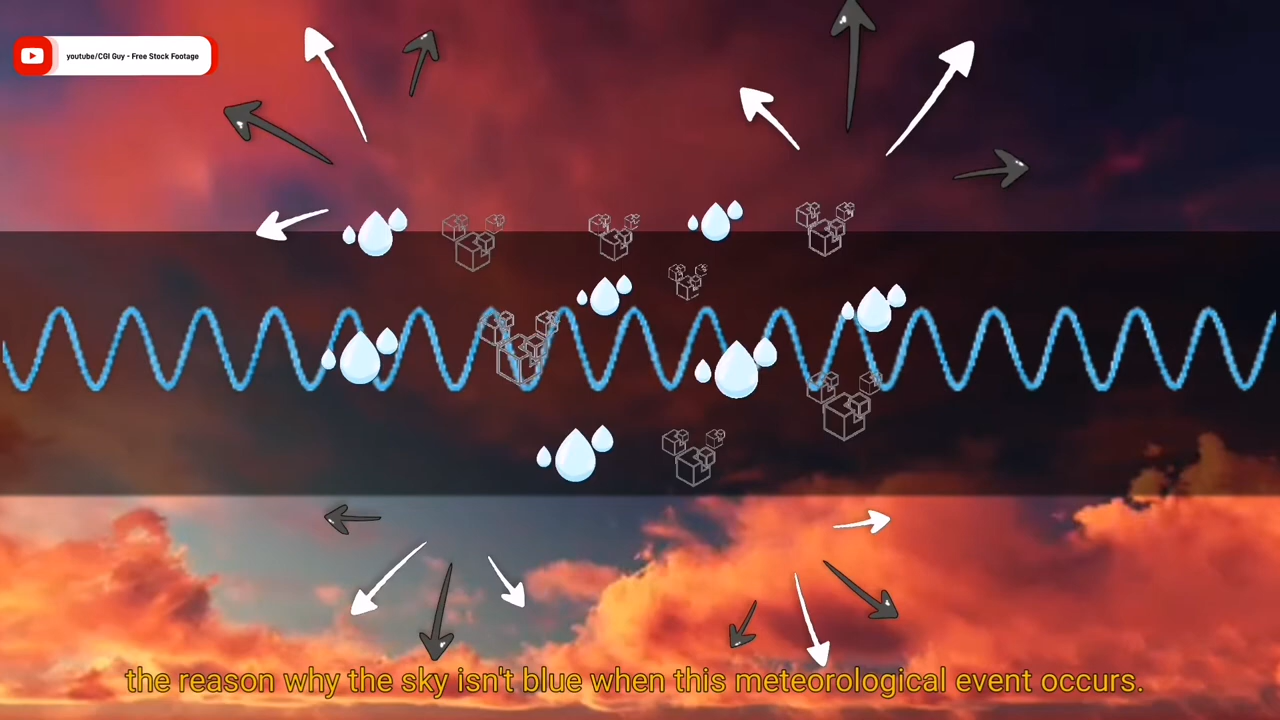 youtube/CGI Guy - Free Stock Footage
the reason why the sky isn't blue when this meteorological event occurs.